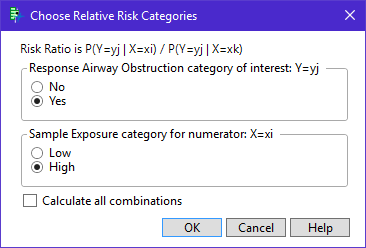 Choose Relative Risk Categories
Risk Ratio is P(Y=yj | X=xi) / P(Y=yj | X=xk)
Response Airway Obstruction category of interest: Y=yj
No
Yes
Sample Exposure category for numerator: X=xi
Low
High
Calculate all combinations
OK Cancel Help